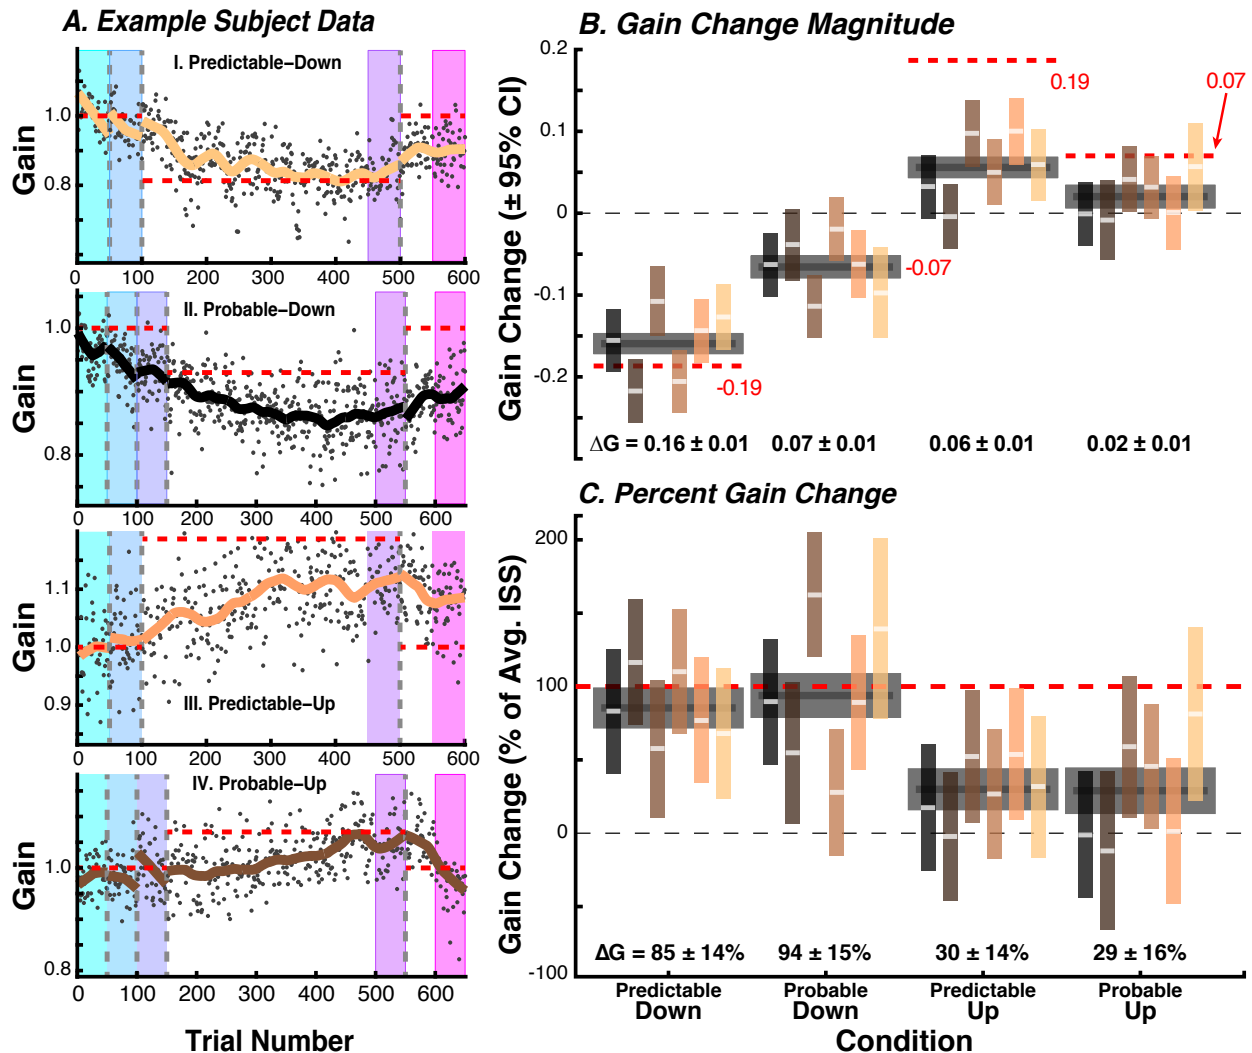 A. Example Subject Data
I. Predictable–Down
Gain
1.0
0.8
0 100 200 300 400 500 600
II. Probable–Down
Gain
1.0
0.8
0 100 200 300 400 600
Gain
1.1
1.0
0.9
III. Predictable–Up
0 100 200 300 400 500 600
IV. Probable–Up
Gain
1.0
0.8
0 100 200 300 400 500 600
Trial Number
B. Gain Change Magnitude
Gain Change (± 95% CI)
0.2
0.1
0
-0.1
-0.2
0.19
0.07
-0.07
-0.19
ΔG = 0.16 ± 0.01 0.07 ± 0.01 0.06 ± 0.01 0.02 ± 0.01
C. Percent Gain Change
Gain Change (% of Avg. ISS)
200
100
0
-100
ΔG = 85 ± 14% 94 ± 15% 30 ± 14% 29 ± 16%
Predictable Probable Predictable Probable
Down Down Up Up
Condition